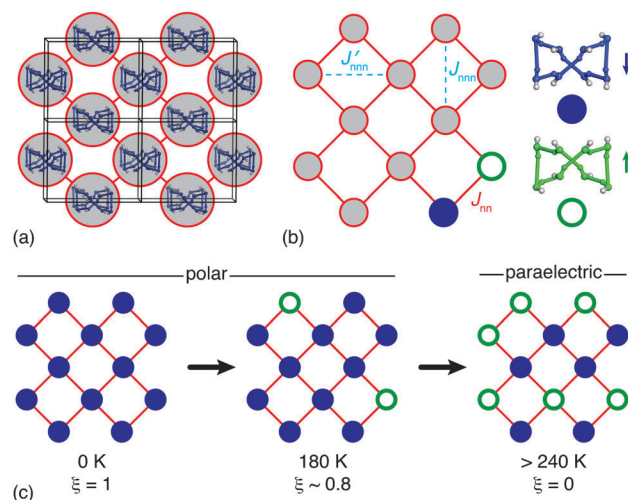 J′nnn
Jnnn
Jnn
(a)
(b)
polar
paraelectric
0 K
180 K
> 240 K
ξ = 1
ξ ~ 0.8
ξ = 0
(c)